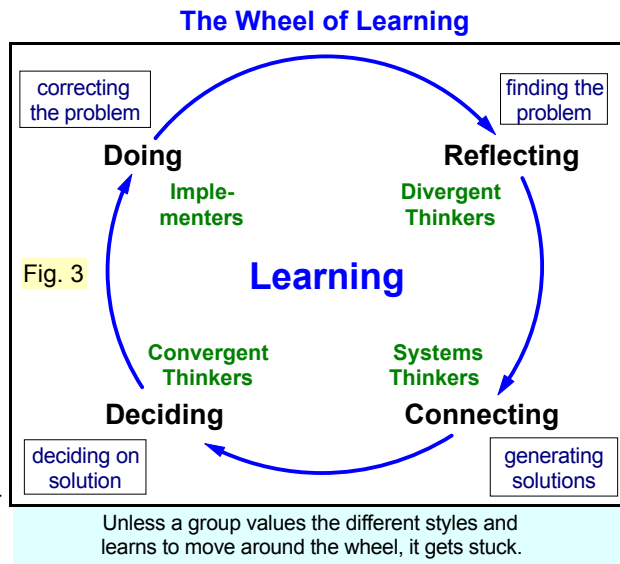 The Wheel of Learning
correcting
the problem
finding the
problem
Doing
Reflecting
Imple-
menters
Divergent
Thinkers
Fig. 3
Learning
Convergent
Thinkers
Systems
Thinkers
Deciding
Connecting
deciding on
solution
generating
solutions
Unless a group values the different styles and
learns to move around the wheel, it gets stuck.